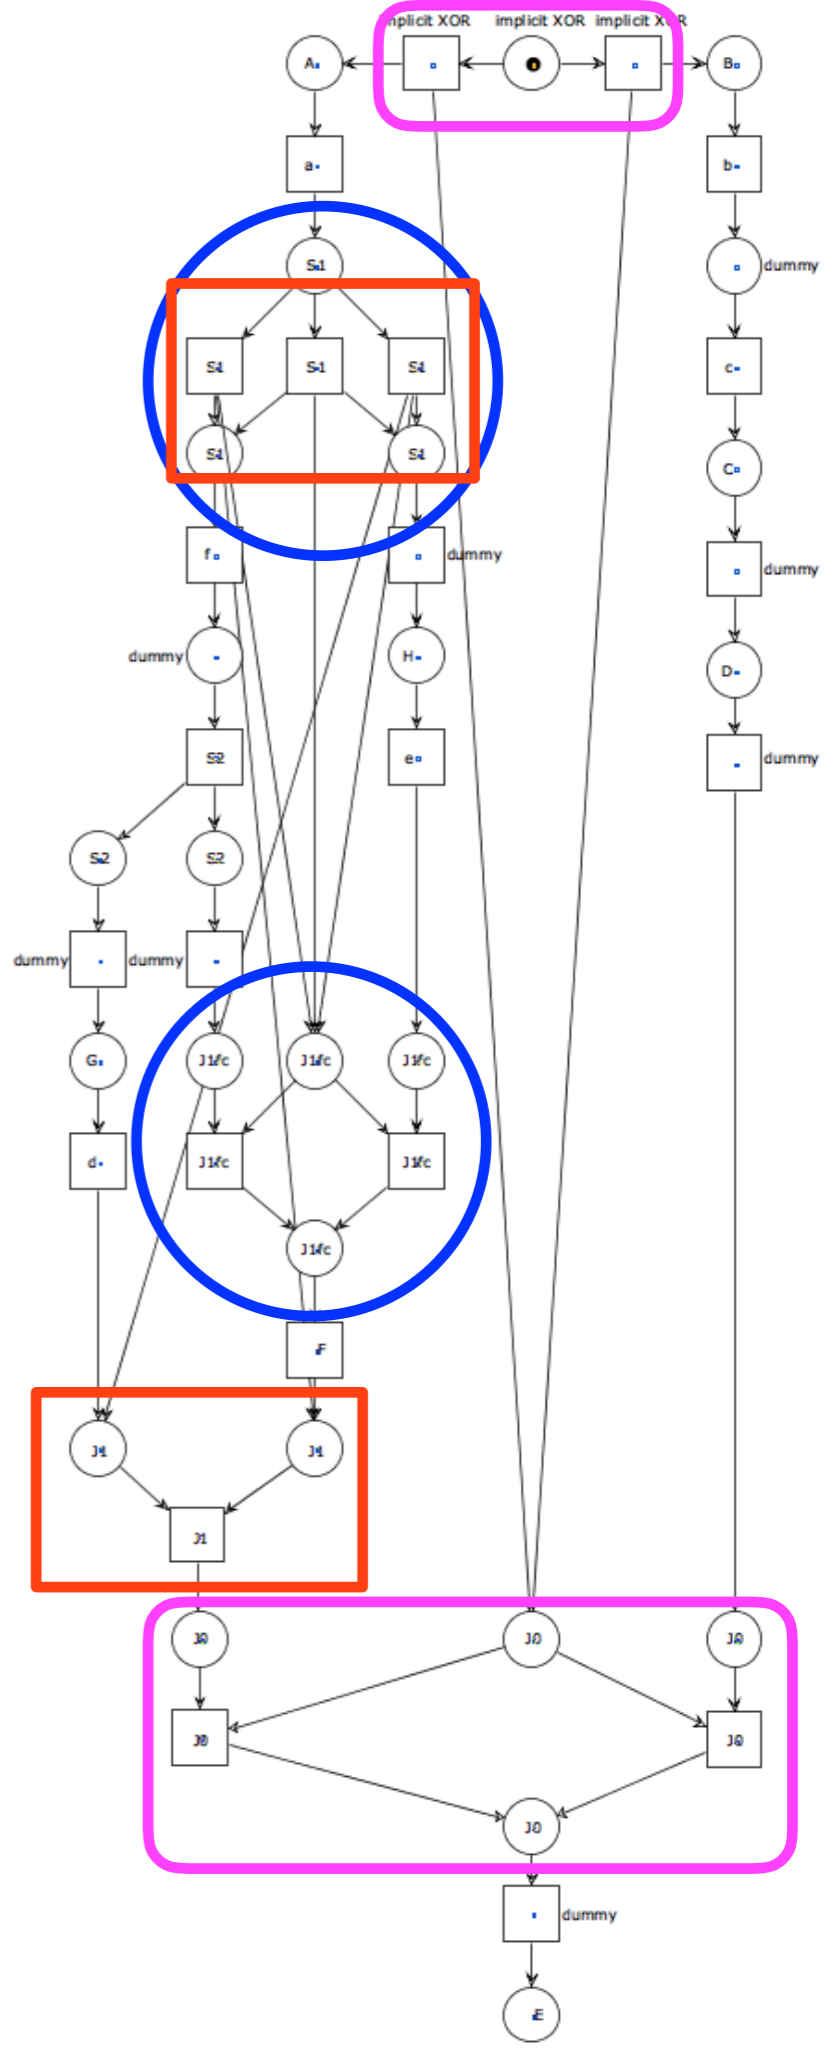 implicit XOR implicit XOR implicit XOR
A B
a b
S1 dummy
S1 S1 S1 c
S1 S1 C
f dummy dummy
dummy H D
S2 e dummy
S2 S2
dummy dummy
G J1fc J1fc J1fc
d J1fc J1fc
J1fc
F
J1 J1
J1
J0 J0 J0
J0 J0
J0
dummy
E